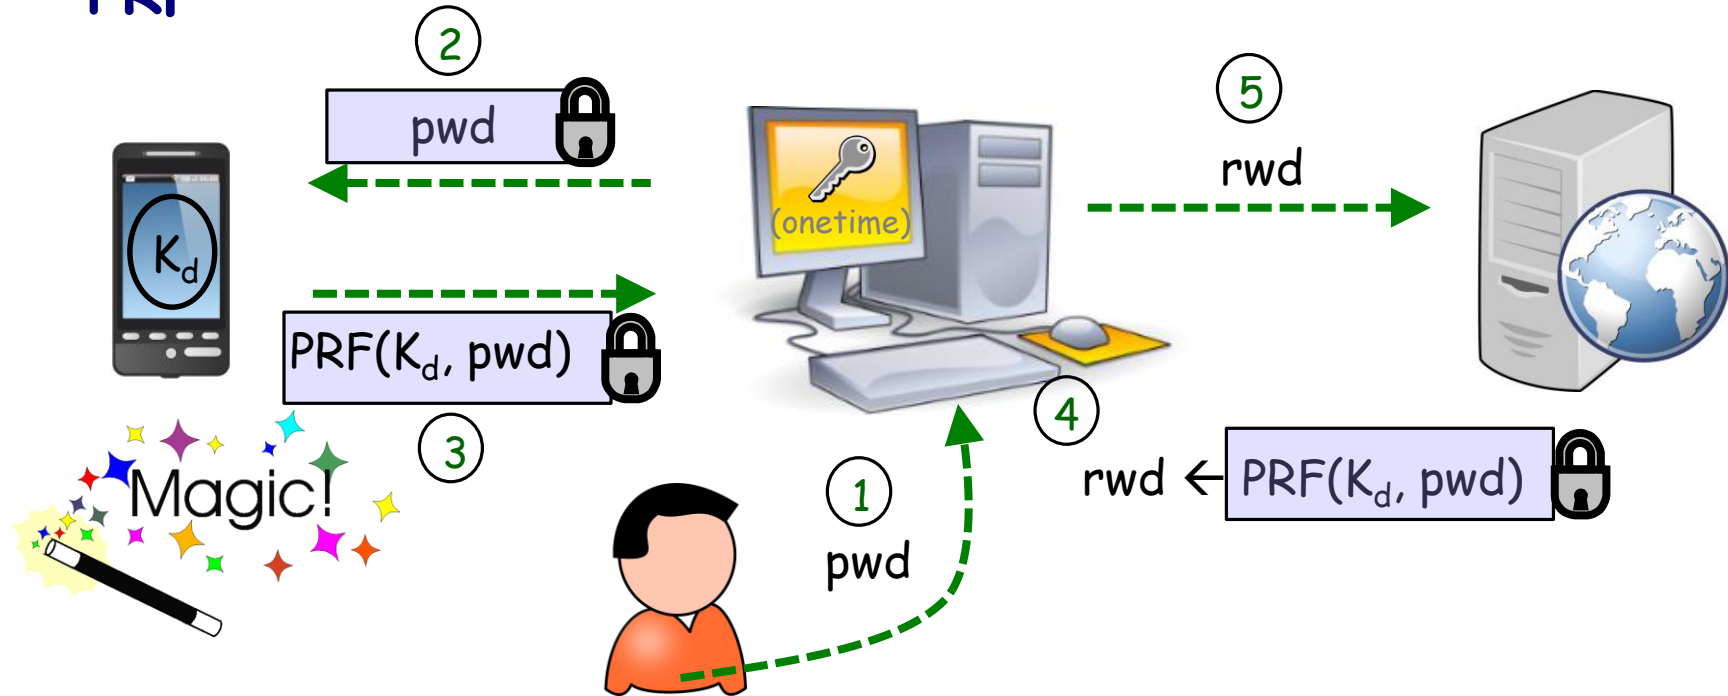 2
pwd
5
rwd
(onetime)
K_d
PRF(K_d, pwd)
3
Magic!
4
1
pwd
rwd ← PRF(K_d, pwd)